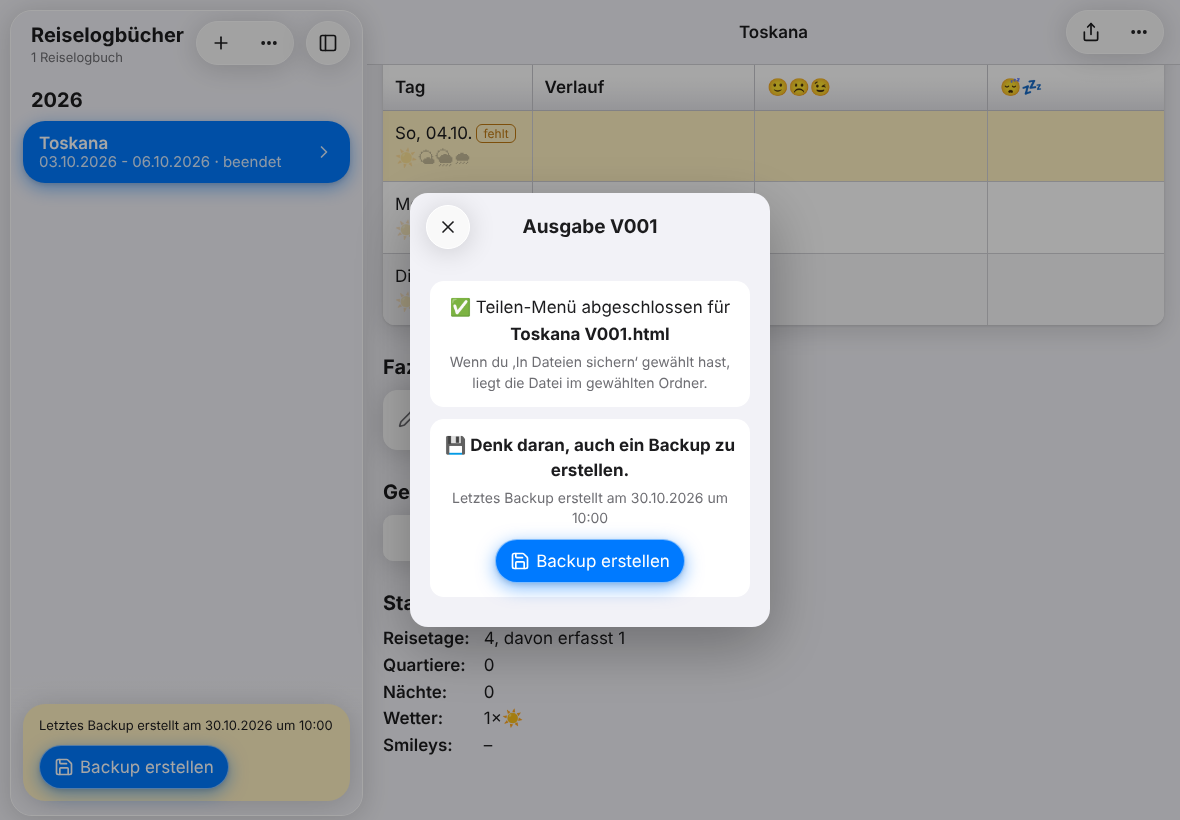 Reiselogbücher
1 Reiselogbuch
2026
Toskana
03.10.2026 - 06.10.2026 · beendet
Letztes Backup erstellt am 30.10.2026 um 10:00
Backup erstellen
Toskana
Tag Verlauf 🙂☹️😉 😴💤
So, 04.10. fehlt
☀️🌤🌦🌧
Ausgabe V001
✅ Teilen-Menü abgeschlossen für
Toskana V001.html
Wenn du ‚In Dateien sichern‘ gewählt hast,
liegt die Datei im gewählten Ordner.
💾 Denk daran, auch ein Backup zu
erstellen.
Letztes Backup erstellt am 30.10.2026 um
10:00
Backup erstellen
Reisetage: 4, davon erfasst 1
Quartiere: 0
Nächte: 0
Wetter: 1×☀️
Smileys: –